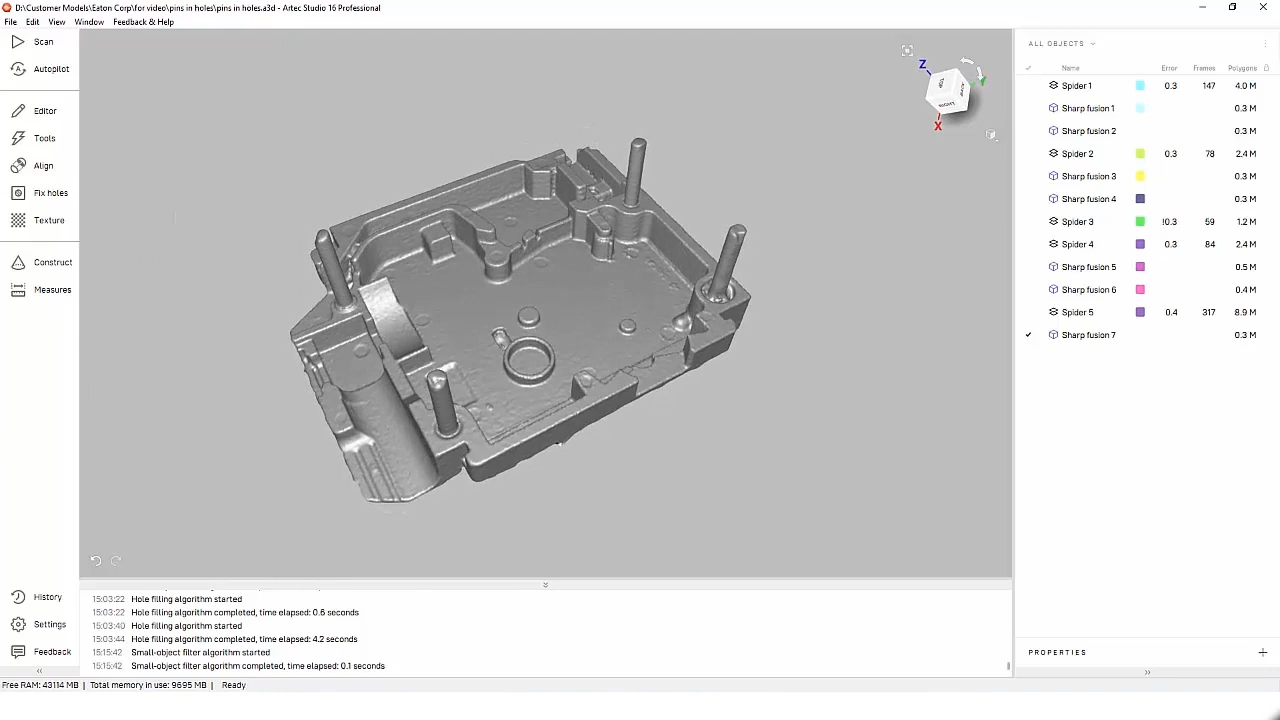 D:\Customer Models\Eaton Corp\for video\pins in holes\pins in holes.a3d - Artec Studio 16 Professional
File Edit View Window Feedback & Help
Scan
Autopilot
Editor
Tools
Align
Fix holes
Texture
Construct
Measures
History
Settings
Feedback
Z
TOP
RIGHT
X
ALL OBJECTS
Name Error Frames Polygons
Spider 1 0.3 147 4.0 M
Sharp fusion 1 0.3 M
Sharp fusion 2 0.3 M
Spider 2 0.3 78 2.4 M
Sharp fusion 3 0.3 M
Sharp fusion 4 0.3 M
Spider 3 !0.3 59 1.2 M
Spider 4 0.3 84 2.4 M
Sharp fusion 5 0.5 M
Sharp fusion 6 0.4 M
Spider 5 0.4 317 8.9 M
Sharp fusion 7 0.3 M
PROPERTIES
15:03:22 Hole filling algorithm started
15:03:22 Hole filling algorithm completed, time elapsed: 0.6 seconds
15:03:40 Hole filling algorithm started
15:03:44 Hole filling algorithm completed, time elapsed: 4.2 seconds
15:15:42 Small-object filter algorithm started
15:15:42 Small-object filter algorithm completed, time elapsed: 0.1 seconds
Free RAM: 43114 MB | Total memory in use: 9695 MB | Ready